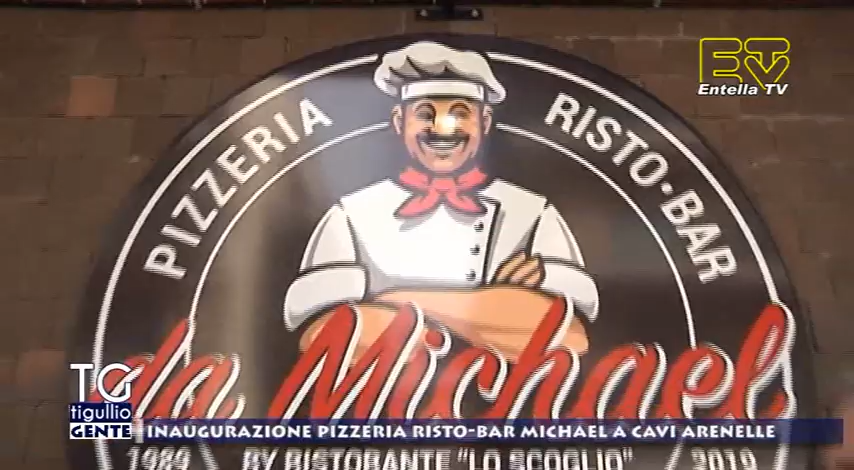 PIZZERIA
RISTO·BAR
ETV
Entella TV
da Michael
TG
tigullio
GENTE
INAUGURAZIONE PIZZERIA RISTO-BAR MICHAEL A CAVI ARENELLE
1989 BY RISTORANTE "LO SCOGLIO" 2019